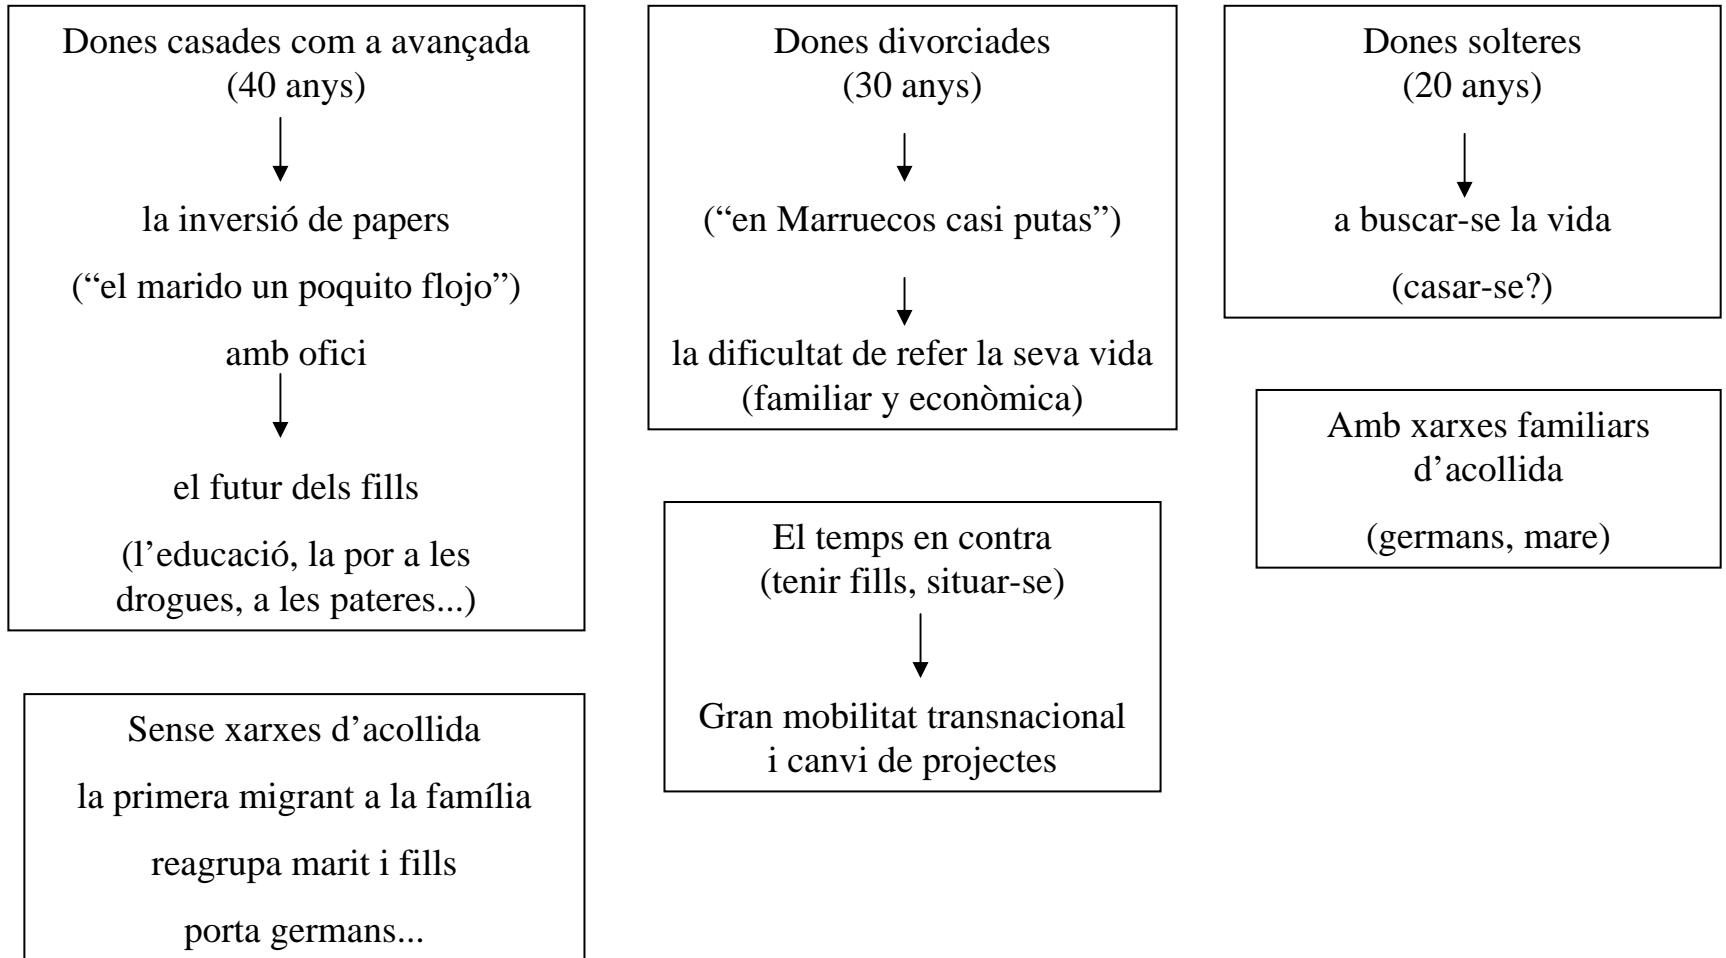 Dones casades com a avançada
(40 anys)
la inversió de papers
(“el marido un poquito flojo”)
amb ofici
el futur dels fills
(l’educació, la por a les
drogues, a les pateres...)
Sense xarxes d’acollida
la primera migrant a la família
reagrupa marit i fills
porta germans...
Dones divorciades
(30 anys)
(“en Marruecos casi putas”)
la dificultat de refer la seva vida
(familiar y econòmica)
El temps en contra
(tenir fills, situar-se)
Gran mobilitat transnacional
i canvi de projectes
Dones solteres
(20 anys)
a buscar-se la vida
(casar-se?)
Amb xarxes familiars
d’acollida
(germans, mare)